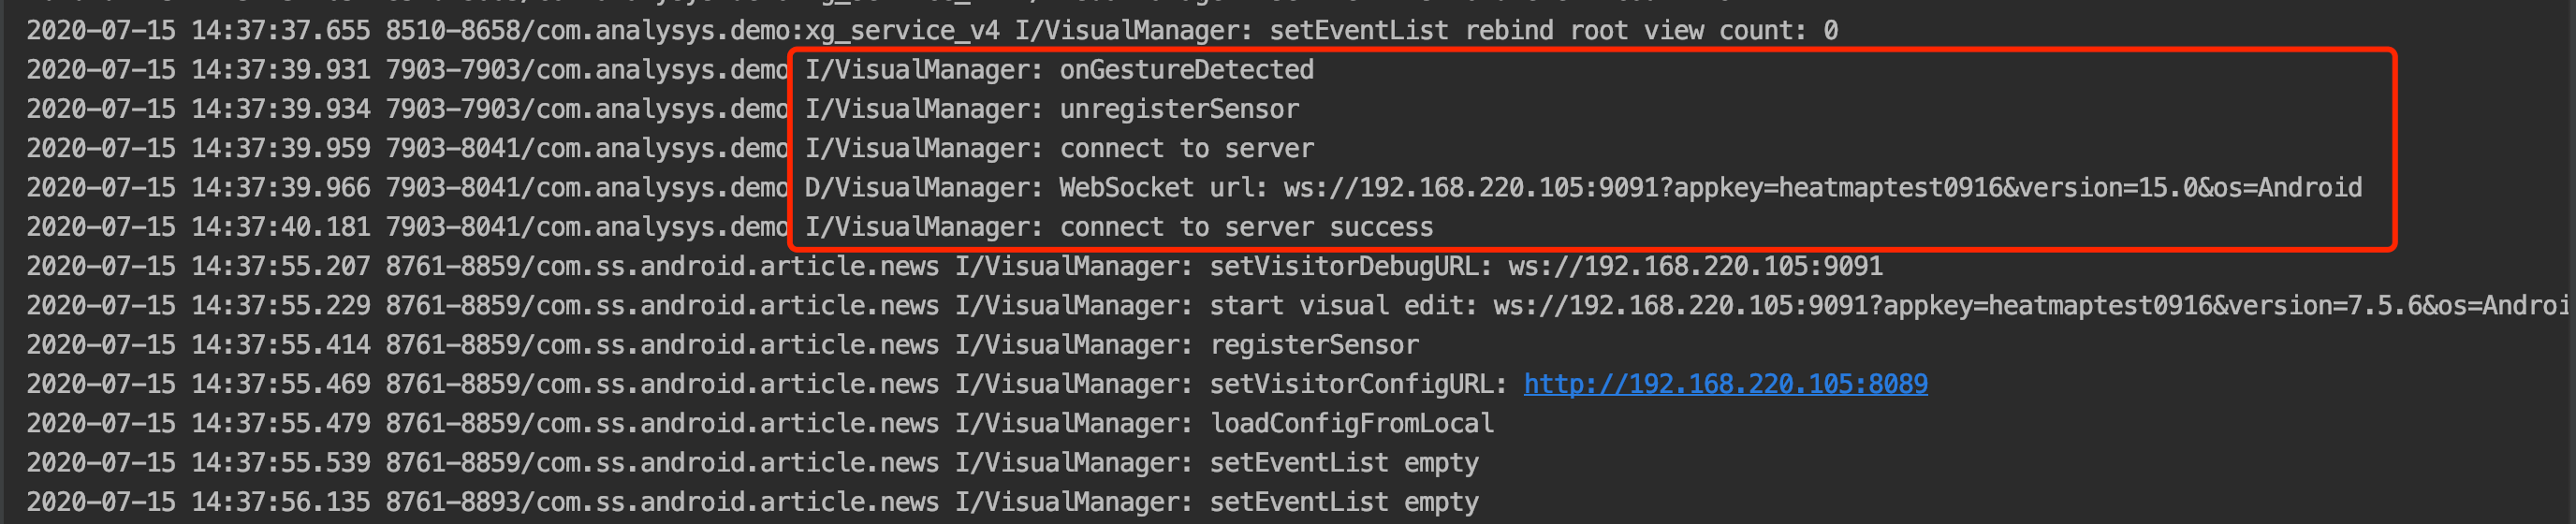 2020-07-15 14:37:37.655 8510-8658/com.analysys.demo:xg_service_v4 I/VisualManager: setEventList rebind root view count: 0
2020-07-15 14:37:39.931 7903-7903/com.analysys.demo I/VisualManager: onGestureDetected
2020-07-15 14:37:39.934 7903-7903/com.analysys.demo I/VisualManager: unregisterSensor
2020-07-15 14:37:39.959 7903-8041/com.analysys.demo I/VisualManager: connect to server
2020-07-15 14:37:39.966 7903-8041/com.analysys.demo D/VisualManager: WebSocket url: ws://192.168.220.105:9091?appkey=heatmaptest0916&version=15.0&os=Android
2020-07-15 14:37:40.181 7903-8041/com.analysys.demo I/VisualManager: connect to server success
2020-07-15 14:37:55.207 8761-8859/com.ss.android.article.news I/VisualManager: setVisitorDebugURL: ws://192.168.220.105:9091
2020-07-15 14:37:55.229 8761-8859/com.ss.android.article.news I/VisualManager: start visual edit: ws://192.168.220.105:9091?appkey=heatmaptest0916&version=7.5.6&os=Androi
2020-07-15 14:37:55.414 8761-8859/com.ss.android.article.news I/VisualManager: registerSensor
2020-07-15 14:37:55.469 8761-8859/com.ss.android.article.news I/VisualManager: setVisitorConfigURL: http://192.168.220.105:8089
2020-07-15 14:37:55.479 8761-8859/com.ss.android.article.news I/VisualManager: loadConfigFromLocal
2020-07-15 14:37:55.539 8761-8859/com.ss.android.article.news I/VisualManager: setEventList empty
2020-07-15 14:37:56.135 8761-8893/com.ss.android.article.news I/VisualManager: setEventList empty